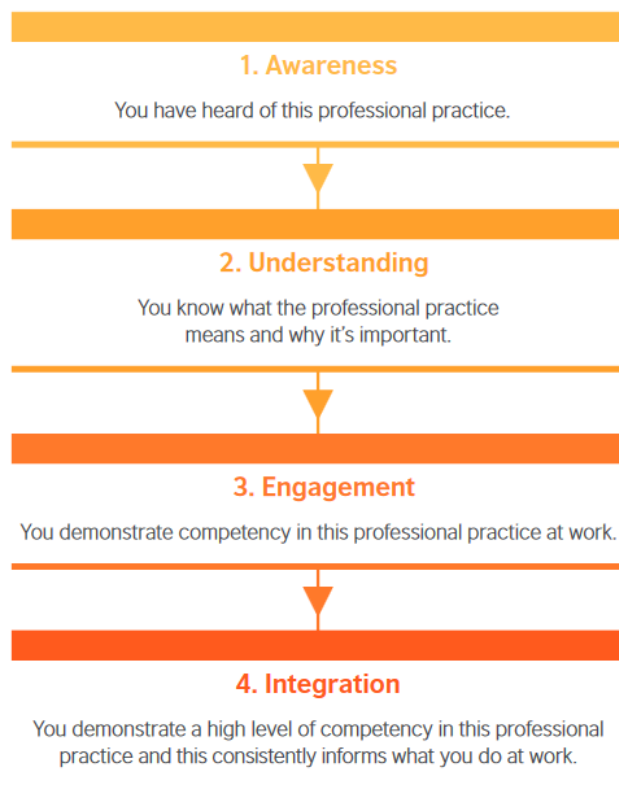 1. Awareness
You have heard of this professional practice.
2. Understanding
You know what the professional practice
means and why it’s important.
3. Engagement
You demonstrate competency in this professional practice at work.
4. Integration
You demonstrate a high level of competency in this professional
practice and this consistently informs what you do at work.